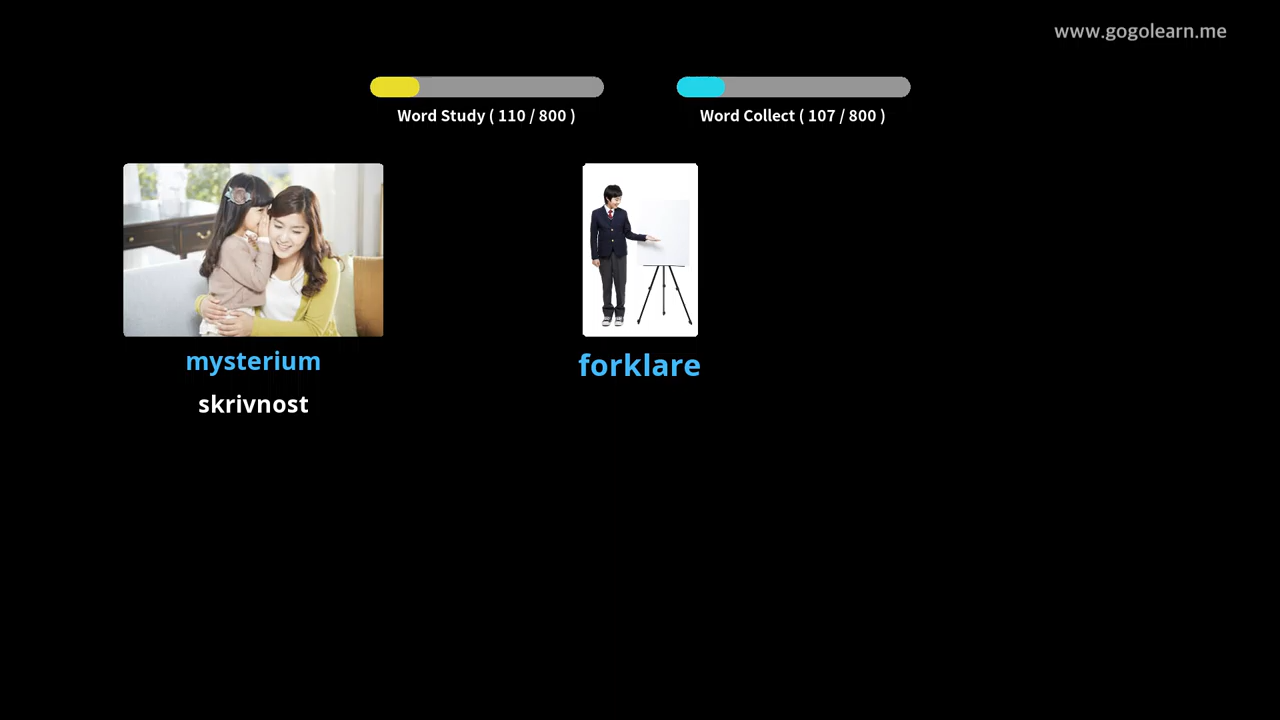 www.gogolearn.me
Word Study ( 110 / 800 )
Word Collect ( 107 / 800 )
mysterium
skrivnost
forklare